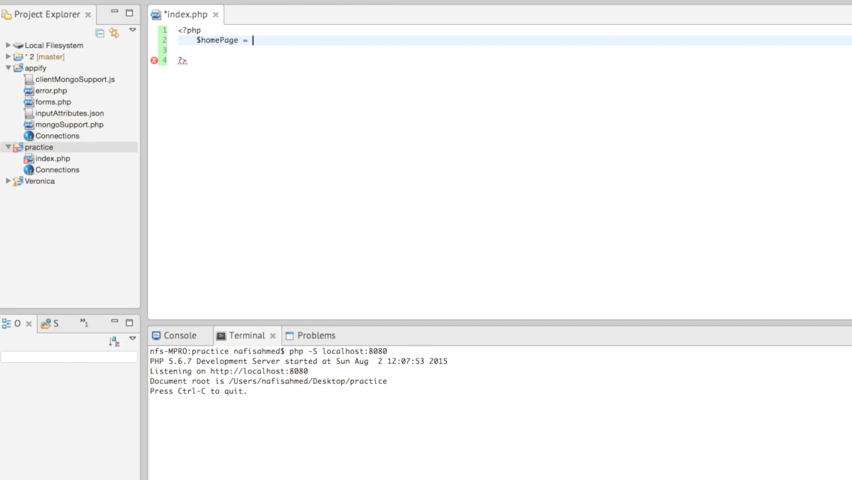 Project Explorer
Local Filesystem
* 2 [master]
appify
clientMongoSupport.js
error.php
forms.php
inputAttributes.json
mongoSupport.php
Connections
practice
index.php
Connections
Veronica
O
S
»1
*index.php
1 <?php
2 $homePage =
3
4 ?>
Console
Terminal
Problems
nfs-MPRO:practice nafisahmed$ php -S localhost:8080
PHP 5.6.7 Development Server started at Sun Aug 2 12:07:53 2015
Listening on http://localhost:8080
Document root is /Users/nafisahmed/Desktop/practice
Press Ctrl-C to quit.